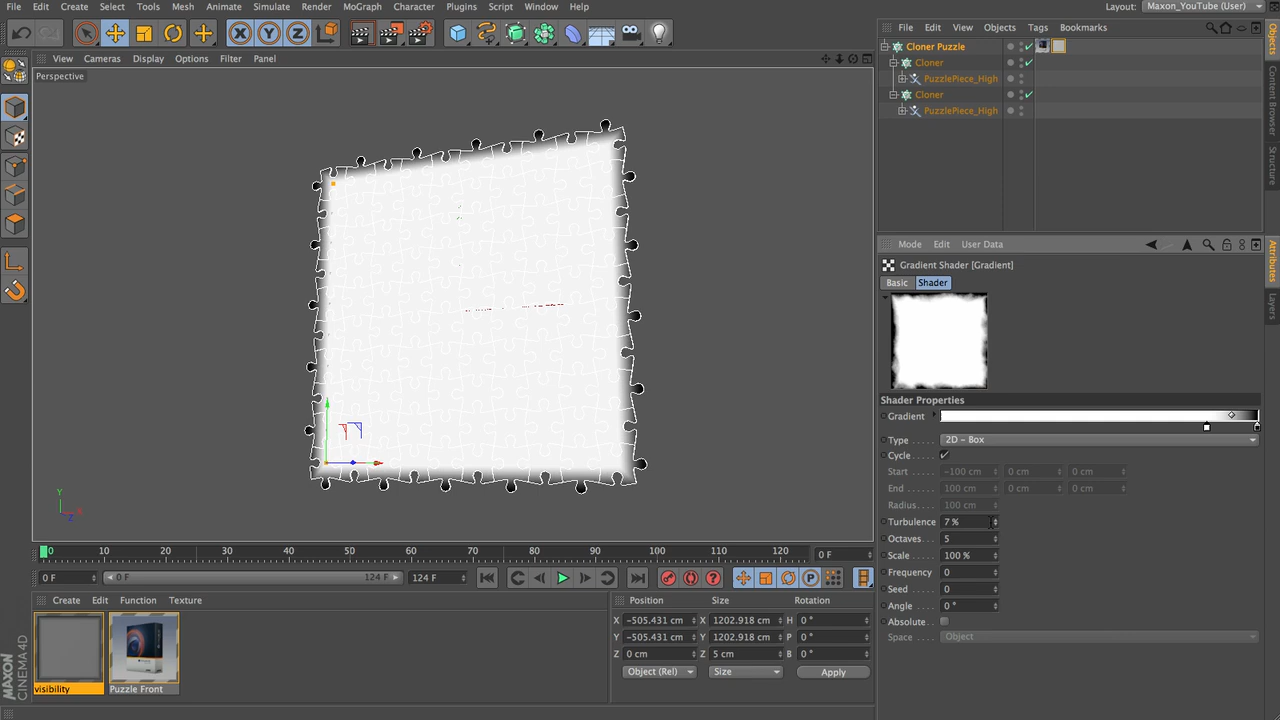 File Edit Create Select Tools Mesh Animate Simulate Render MoGraph Character Plugins Script Window Help
Layout: Maxon_YouTube (User)
X Y Z
View Cameras Display Options Filter Panel
Perspective
Y
X
Z
0 10 20 30 40 50 60 70 80 90 100 110 120 0 F
0 F 0 F 124 F 124 F
Create Edit Function Texture
visibility
Puzzle Front
MAXON
CINEMA 4D
Position Size Rotation
X -505.431 cm X 1202.918 cm H 0 °
Y -505.431 cm Y 1202.918 cm P 0 °
Z 0 cm Z 5 cm B 0 °
Object (Rel) Size Apply
File Edit View Objects Tags Bookmarks
Cloner Puzzle
Cloner
PuzzlePiece_High
Cloner
PuzzlePiece_High
Mode Edit User Data
Gradient Shader [Gradient]
Basic Shader
Shader Properties
Gradient
Type 2D - Box
Cycle
Start -100 cm 0 cm 0 cm
End 100 cm 0 cm 0 cm
Radius 100 cm
Turbulence 7 %
Octaves 5
Scale 100 %
Frequency 0
Seed 0
Angle 0 °
Absolute
Space Object
Objects
Content Browser
Structure
Attributes
Layers